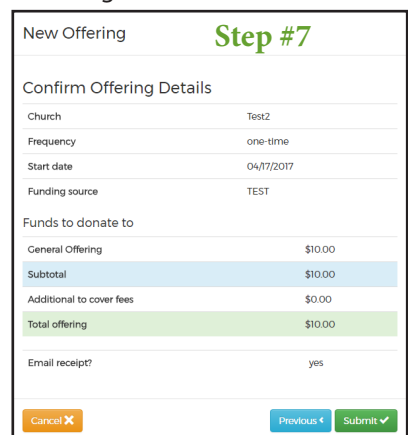 New Offering Step #7
Confirm Offering Details
Church Test2
Frequency one-time
Start date 04/17/2017
Funding source TEST
Funds to donate to
General Offering $10.00
Subtotal $10.00
Additional to cover fees $0.00
Total offering $10.00
Email receipt? yes
Cancel Previous Submit